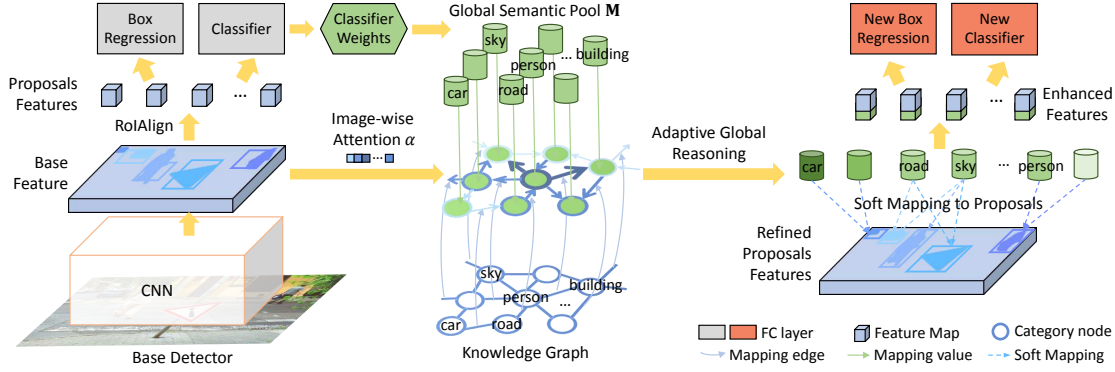 Box
Regression
Classifier
Classifier
Weights
Global Semantic Pool M
sky
person
...
building
car
road
Proposals
Features
...
RoIAlign
Base
Feature
Image-wise
Attention α
...
CNN
Base Detector
sky
person
...
building
car
road
Knowledge Graph
Adaptive Global
Reasoning
New Box
Regression
New
Classifier
...
Enhanced
Features
car
road
sky
...
person
Soft Mapping to Proposals
Refined
Proposals
Features
FC layer
Feature Map
Category node
Mapping edge
Mapping value
Soft Mapping